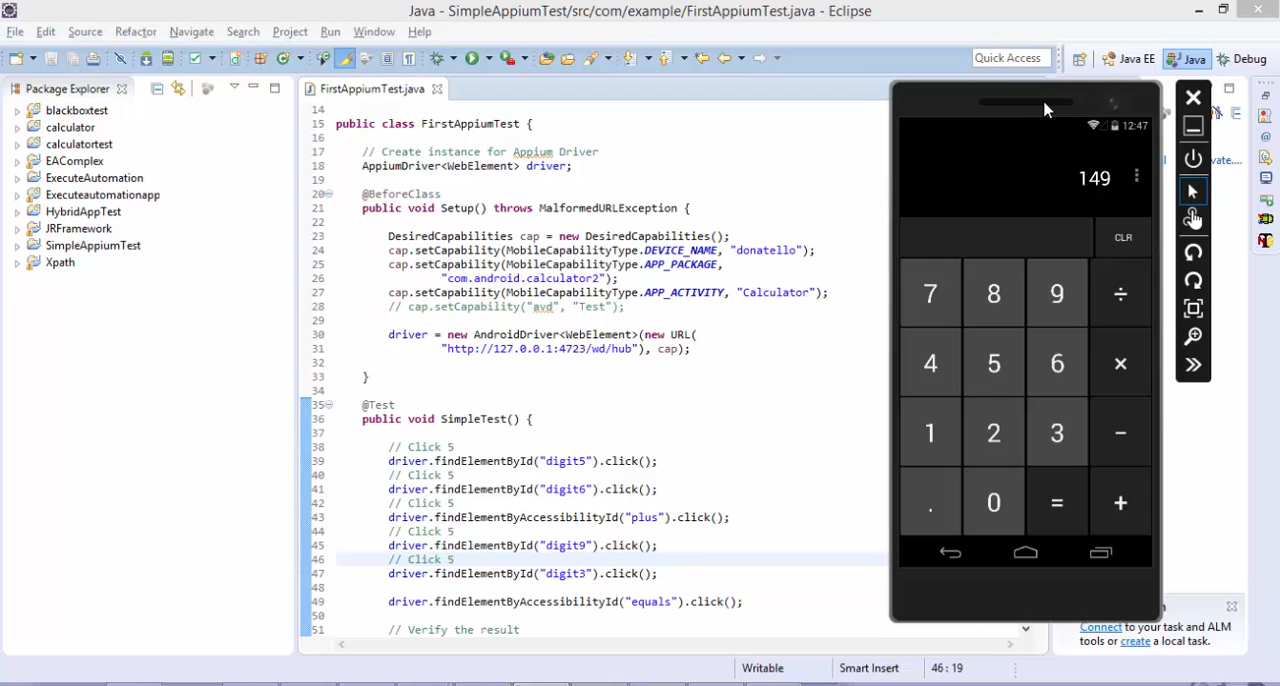 Java - SimpleAppiumTest/src/com/example/FirstAppiumTest.java - Eclipse
File Edit Source Refactor Navigate Search Project Run Window Help
Quick Access
Java EE
Java
Debug
Package Explorer
FirstAppiumTest.java
blackboxtest
calculator
calculatortest
EAComplex
ExecuteAutomation
Executeautomationapp
HybridAppTest
JRFramework
SimpleAppiumTest
Xpath
14
15 public class FirstAppiumTest {
16
17 // Create instance for Appium Driver
18 AppiumDriver<WebElement> driver;
19
20 @BeforeClass
21 public void Setup() throws MalformedURLException {
22
23 DesiredCapabilities cap = new DesiredCapabilities();
24 cap.setCapability(MobileCapabilityType.DEVICE_NAME, "donatello");
25 cap.setCapability(MobileCapabilityType.APP_PACKAGE,
26 "com.android.calculator2");
27 cap.setCapability(MobileCapabilityType.APP_ACTIVITY, "Calculator");
28 // cap.setCapability("avd", "Test");
29
30 driver = new AndroidDriver<WebElement>(new URL(
31 "http://127.0.0.1:4723/wd/hub"), cap);
32
33 }
34
35 @Test
36 public void SimpleTest() {
37
38 // Click 5
39 driver.findElementById("digit5").click();
40 // Click 5
41 driver.findElementById("digit6").click();
42 // Click 5
43 driver.findElementByAccessibilityId("plus").click();
44 // Click 5
45 driver.findElementById("digit9").click();
46 // Click 5
47 driver.findElementById("digit3").click();
48
49 driver.findElementByAccessibilityId("equals").click();
50
51 // Verify the result
12:47
149
CLR
7 8 9 ÷
4 5 6 ×
1 2 3 −
. 0 = +
vate....
Connect to your task and ALM
tools or create a local task.
Writable
Smart Insert
46 : 19